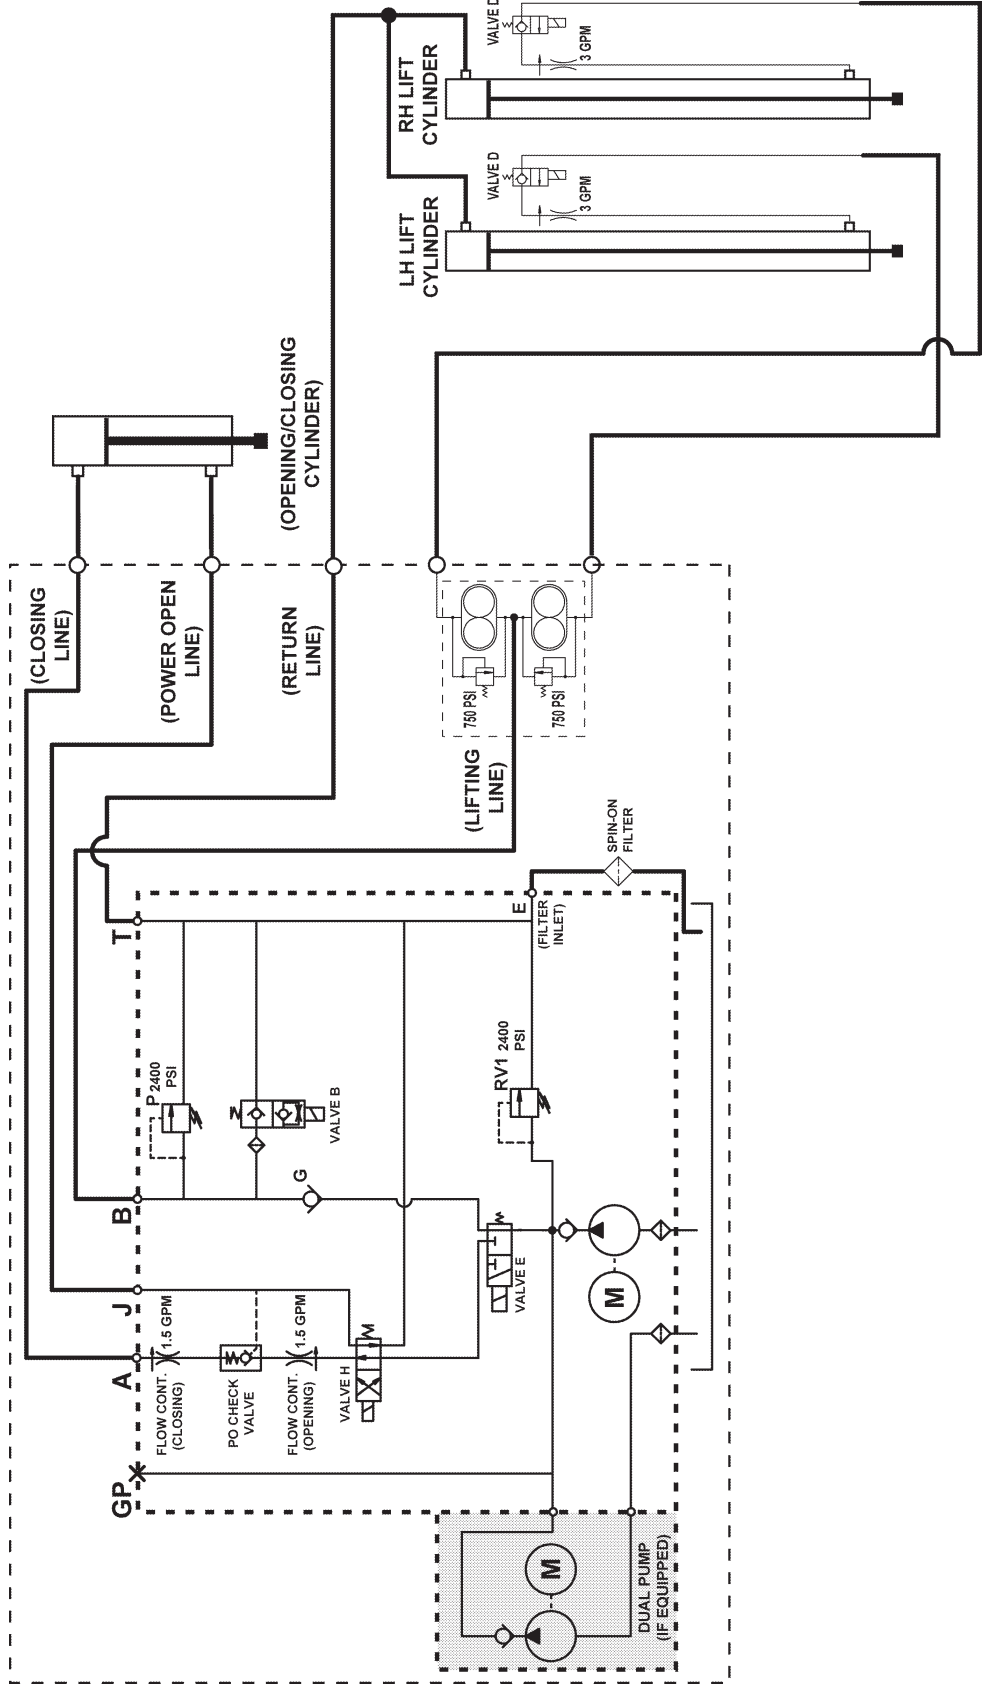 VALVE D
3 GPM
RH LIFT
CYLINDER
VALVE D
3 GPM
LH LIFT
CYLINDER
(OPENING/CLOSING
CYLINDER)
(CLOSING
LINE)
(POWER OPEN
LINE)
(RETURN
LINE)
750 PSI
750 PSI
(LIFTING
LINE)
SPIN-ON
FILTER
T
E
(FILTER
INLET)
P 2400
PSI
VALVE B
RV1 2400
PSI
B
G
J
VALVE E
M
A
1.5 GPM
FLOW CONT.
(CLOSING)
PO CHECK
VALVE
1.5 GPM
FLOW CONT.
(OPENING)
VALVE H
GP
M
DUAL PUMP
(IF EQUIPPED)